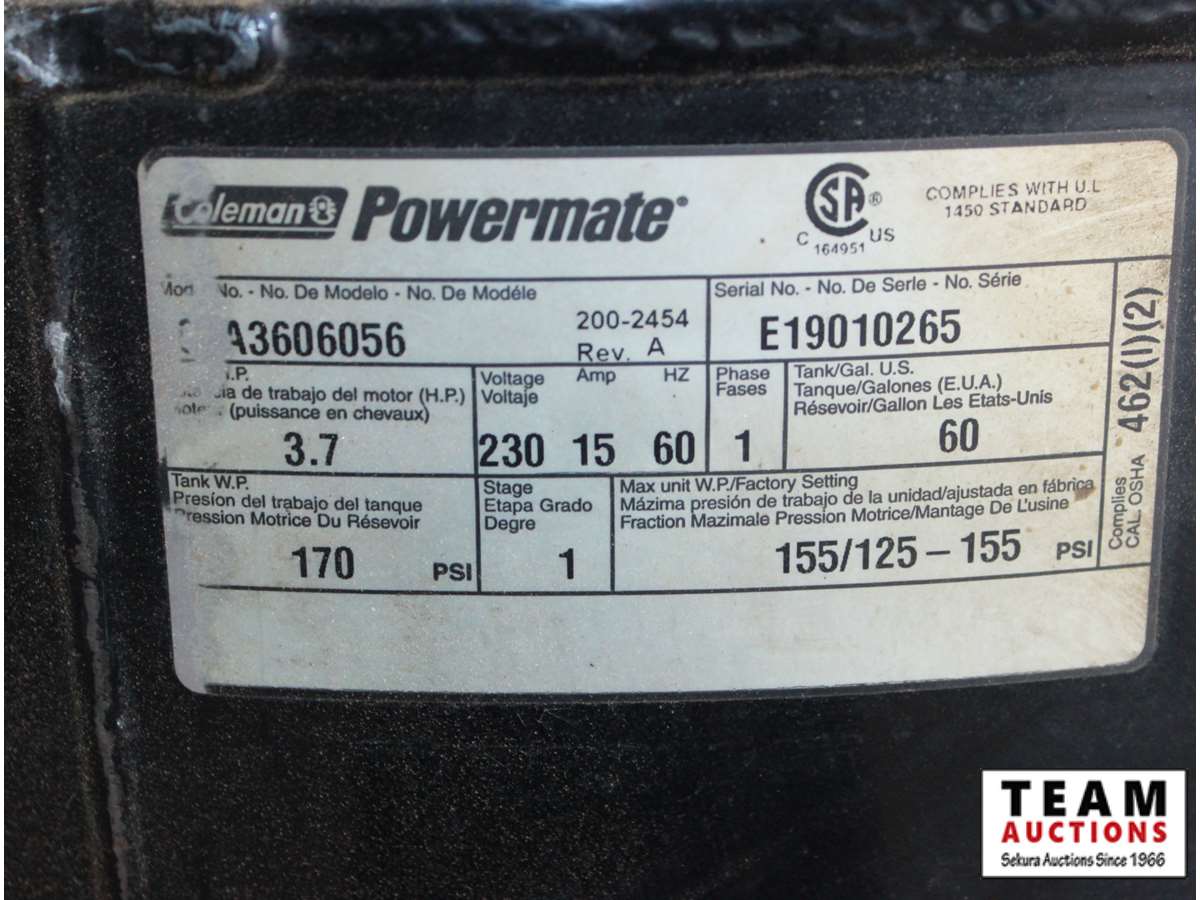 Coleman Powermate®
CSA® C US 164951
COMPLIES WITH U.L
1450 STANDARD
No. - No. De Modelo - No. De Modéle
A3606056
200-2454
Rev. A
Serial No. - No. De Serle - No. Série
E19010265
de trabajo del motor (H.P.)
(puissance en chevaux)
3.7
Voltage Amp HZ
Voltaje
230 15 60
Phase
Fases
1
Tank/Gal. U.S.
Tanque/Galones (E.U.A.)
Résevoir/Gallon Les Etats-Unis
60
Tank W.P.
Presíon del trabajo del tanque
Pression Motrice Du Résevoir
170 PSI
Stage
Etapa Grado
Degre
1
Max unit W.P./Factory Setting
Mázima presión de trabajo de la unidad/ajustada en fábrica
Fraction Mazimale Pression Motrice/Mantage De L'usine
155/125 – 155 PSI
Complies
CAL. OSHA 462(I)(2)
TEAM
AUCTIONS
Sekura Auctions Since 1966